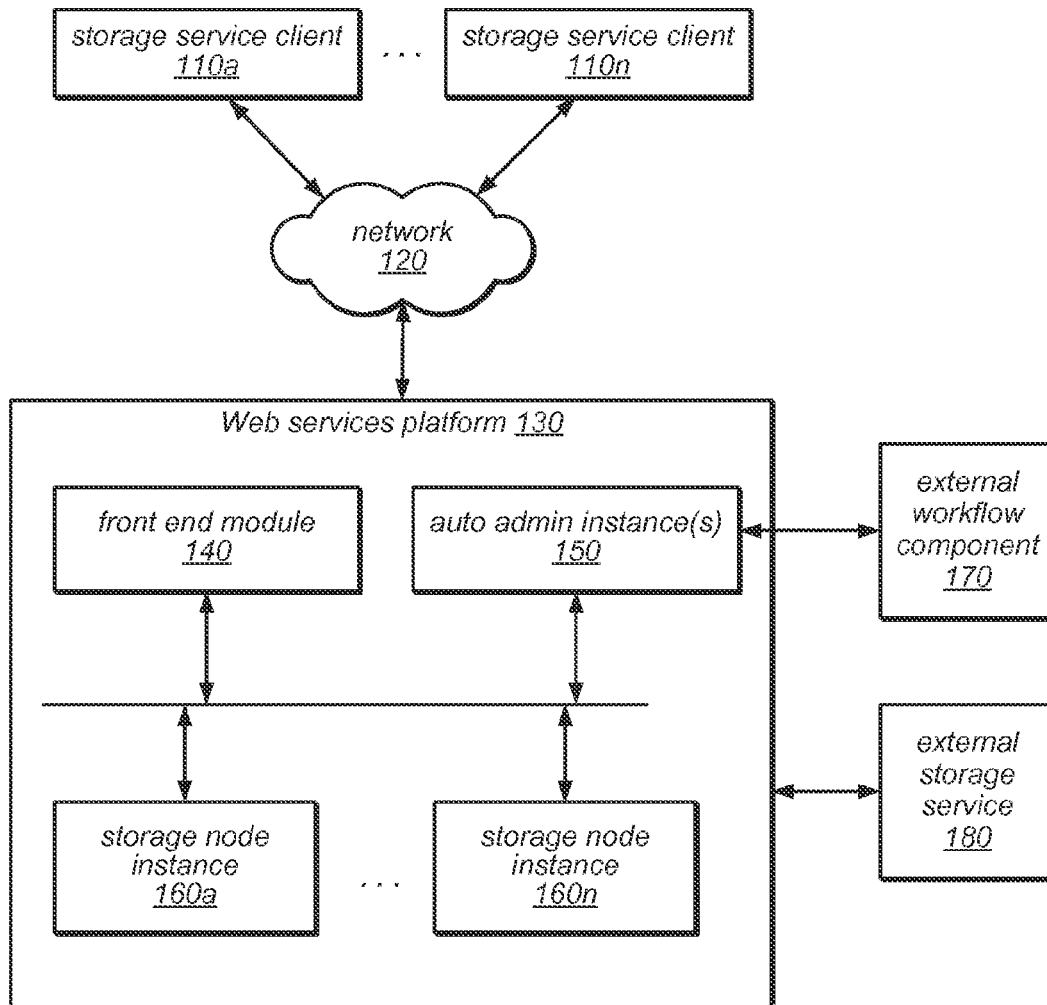 storage service client
110a
. . .
storage service client
110n
network
120
Web services platform 130
front end module
140
auto admin instance(s)
150
external
workflow
component
170
storage node
instance
160a
. . .
storage node
instance
160n
external
storage
service
180